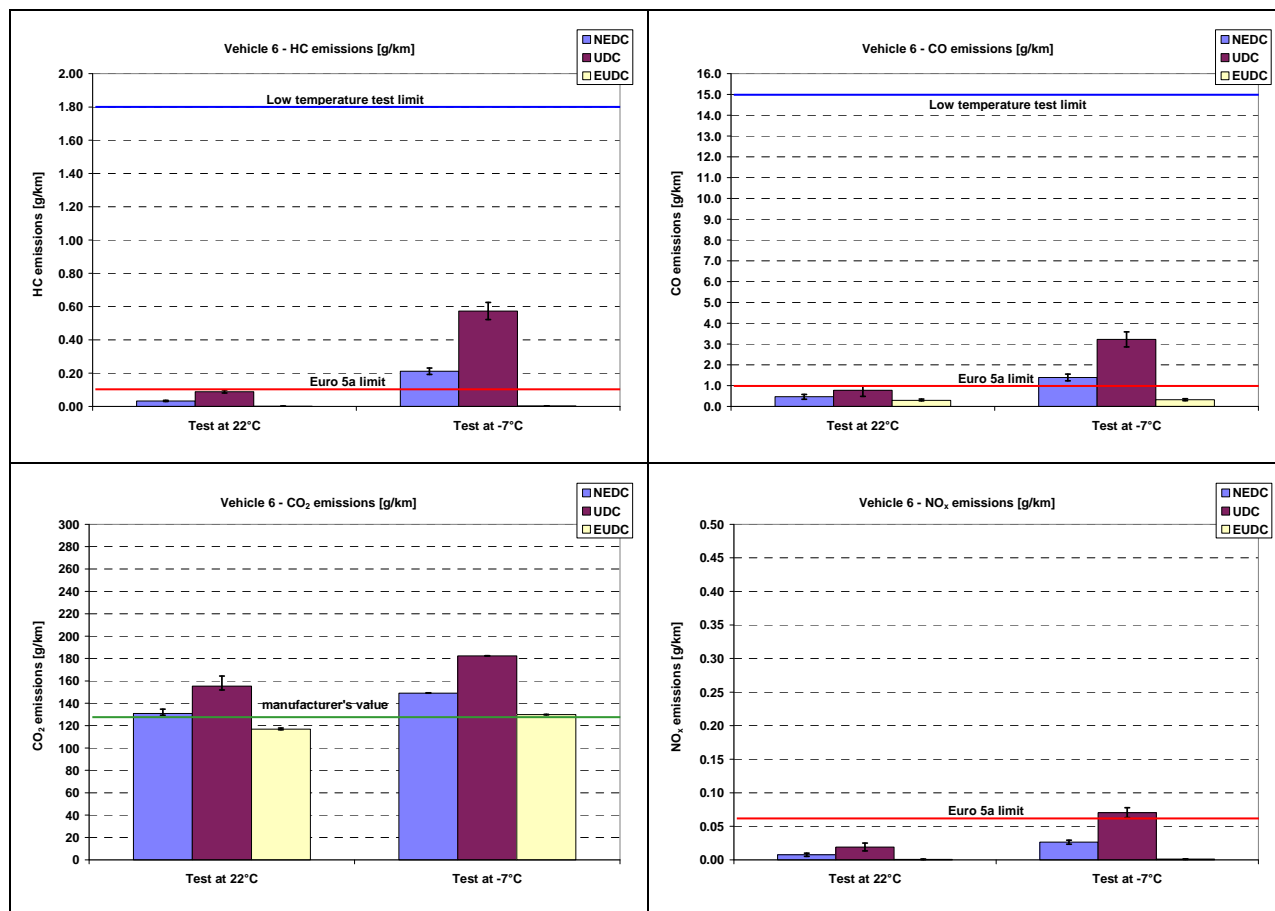 Vehicle 6 - HC emissions [g/km]
NEDC
UDC
EUDC
2.00
1.80
1.60
1.40
1.20
1.00
0.80
0.60
0.40
0.20
0.00
HC emissions [g/km]
Low temperature test limit
Euro 5a limit
Test at 22°C
Test at -7°C
Vehicle 6 - CO emissions [g/km]
NEDC
UDC
EUDC
16.0
15.0
14.0
13.0
12.0
11.0
10.0
9.0
8.0
7.0
6.0
5.0
4.0
3.0
2.0
1.0
0.0
CO emissions [g/km]
Low temperature test limit
Euro 5a limit
Test at 22°C
Test at -7°C
Vehicle 6 - CO₂ emissions [g/km]
NEDC
UDC
EUDC
300
280
260
240
220
200
180
160
140
120
100
80
60
40
20
0
CO₂ emissions [g/km]
manufacturer's value
Test at 22°C
Test at -7°C
Vehicle 6 - NOₓ emissions [g/km]
NEDC
UDC
EUDC
0.50
0.45
0.40
0.35
0.30
0.25
0.20
0.15
0.10
0.05
0.00
NOₓ emissions [g/km]
Euro 5a limit
Test at 22°C
Test at -7°C